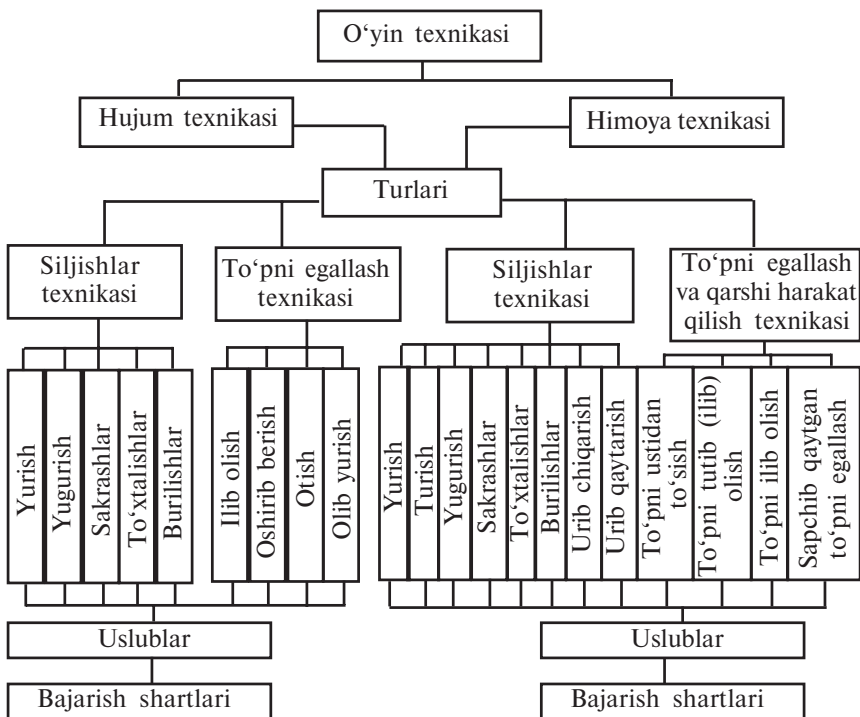 O‘yin texnikasi
Hujum texnikasi
Himoya texnikasi
Turlari
Siljishlar
texnikasi
To‘pni egallash
texnikasi
Siljishlar
texnikasi
To‘pni egallash
va qarshi harakat
qilish texnikasi
Yurish
Yugurish
Sakrashlar
To‘xtalishlar
Burilishlar
Ilib olish
Oshirib berish
Otish
Olib yurish
Yurish
Turish
Yugurish
Sakrashlar
To‘xtalishlar
Burilishlar
Urib chiqarish
Urib qaytarish
To‘pni ustidan
to‘sish
To‘pni tutib (ilib)
olish
To‘pni ilib olish
Sapchib qaytgan
to‘pni egallash
Uslublar
Uslublar
Bajarish shartlari
Bajarish shartlari